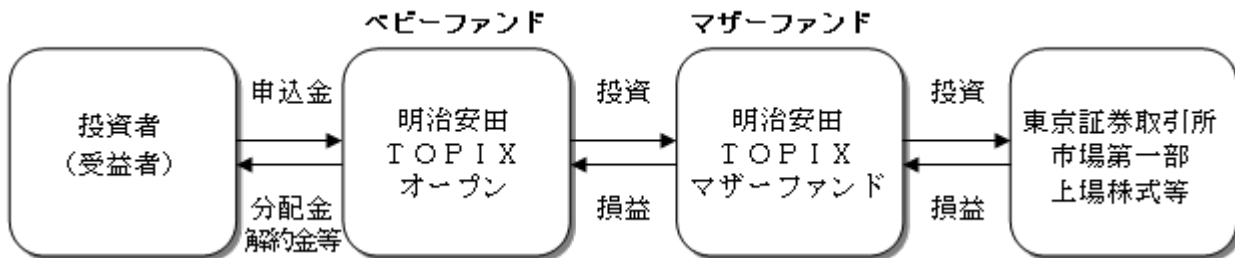 ベビーファンド
マザーファンド
投資者
(受益者)
申込金
分配金
解約金等
明治安田
ＴＯＰＩＸ
オープン
投資
損益
明治安田
ＴＯＰＩＸ
マザーファンド
投資
損益
東京証券取引所
市場第一部
上場株式等